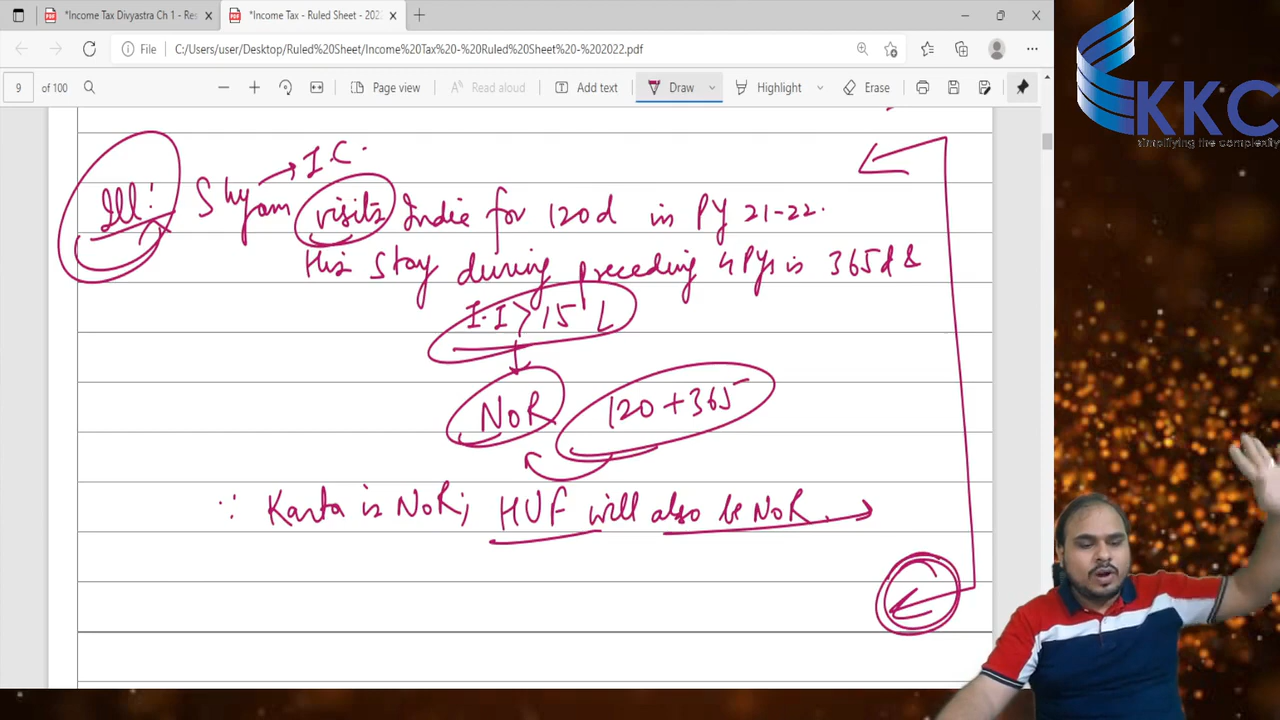 *Income Tax Divyastra Ch 1 - Res
*Income Tax - Ruled Sheet - 202
File
C:/Users/user/Desktop/Ruled%20Sheet/Income%20Tax%20-%20Ruled%20Sheet%20-%202022.pdf
9 of 100
Page view
Read aloud
Add text
Draw
Highlight
Erase
KKC
simplifying the complexity
I.C.
Ill: Shyam visits India for 120d in PY 21-22.
His stay during preceding 4 PYs is 365d &
I.I > 15 L
NOR 120 + 365
∵ Karta is NOR; HUF will also be NOR.